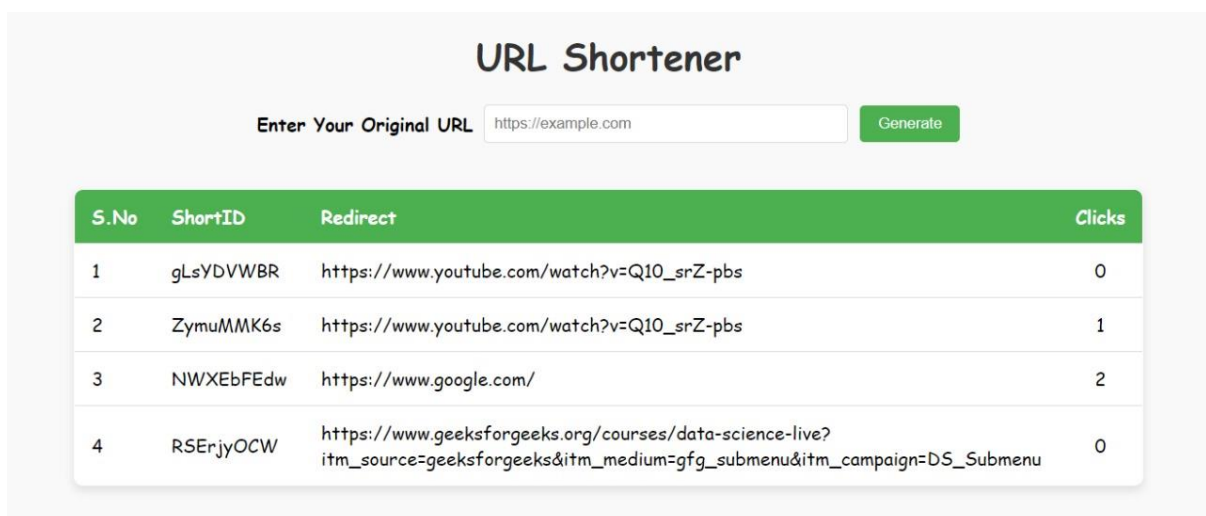 URL Shortener
Enter Your Original URL https://example.com Generate
S.No ShortID Redirect Clicks
1 gLsYDVWBR https://www.youtube.com/watch?v=Q10_srZ-pbs 0
2 ZymuMMK6s https://www.youtube.com/watch?v=Q10_srZ-pbs 1
3 NWXEbFEdw https://www.google.com/ 2
4 RSErjyOCW https://www.geeksforgeeks.org/courses/data-science-live?
itm_source=geeksforgeeks&itm_medium=gfg_submenu&itm_campaign=DS_Submenu 0